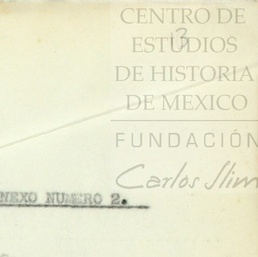 CENTRO DE
ESTUDIOS
3
DE HISTORIA
DE MEXICO
FUNDACIÓN
Carlos Slim
NEXO NUMERO 2.